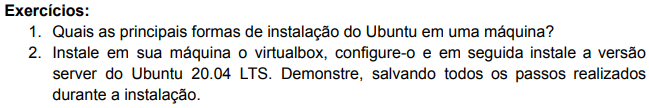 Exercícios:
1. Quais as principais formas de instalação do Ubuntu em uma máquina?
2. Instale em sua máquina o virtualbox, configure-o e em seguida instale a versão
server do Ubuntu 20.04 LTS. Demonstre, salvando todos os passos realizados
durante a instalação.